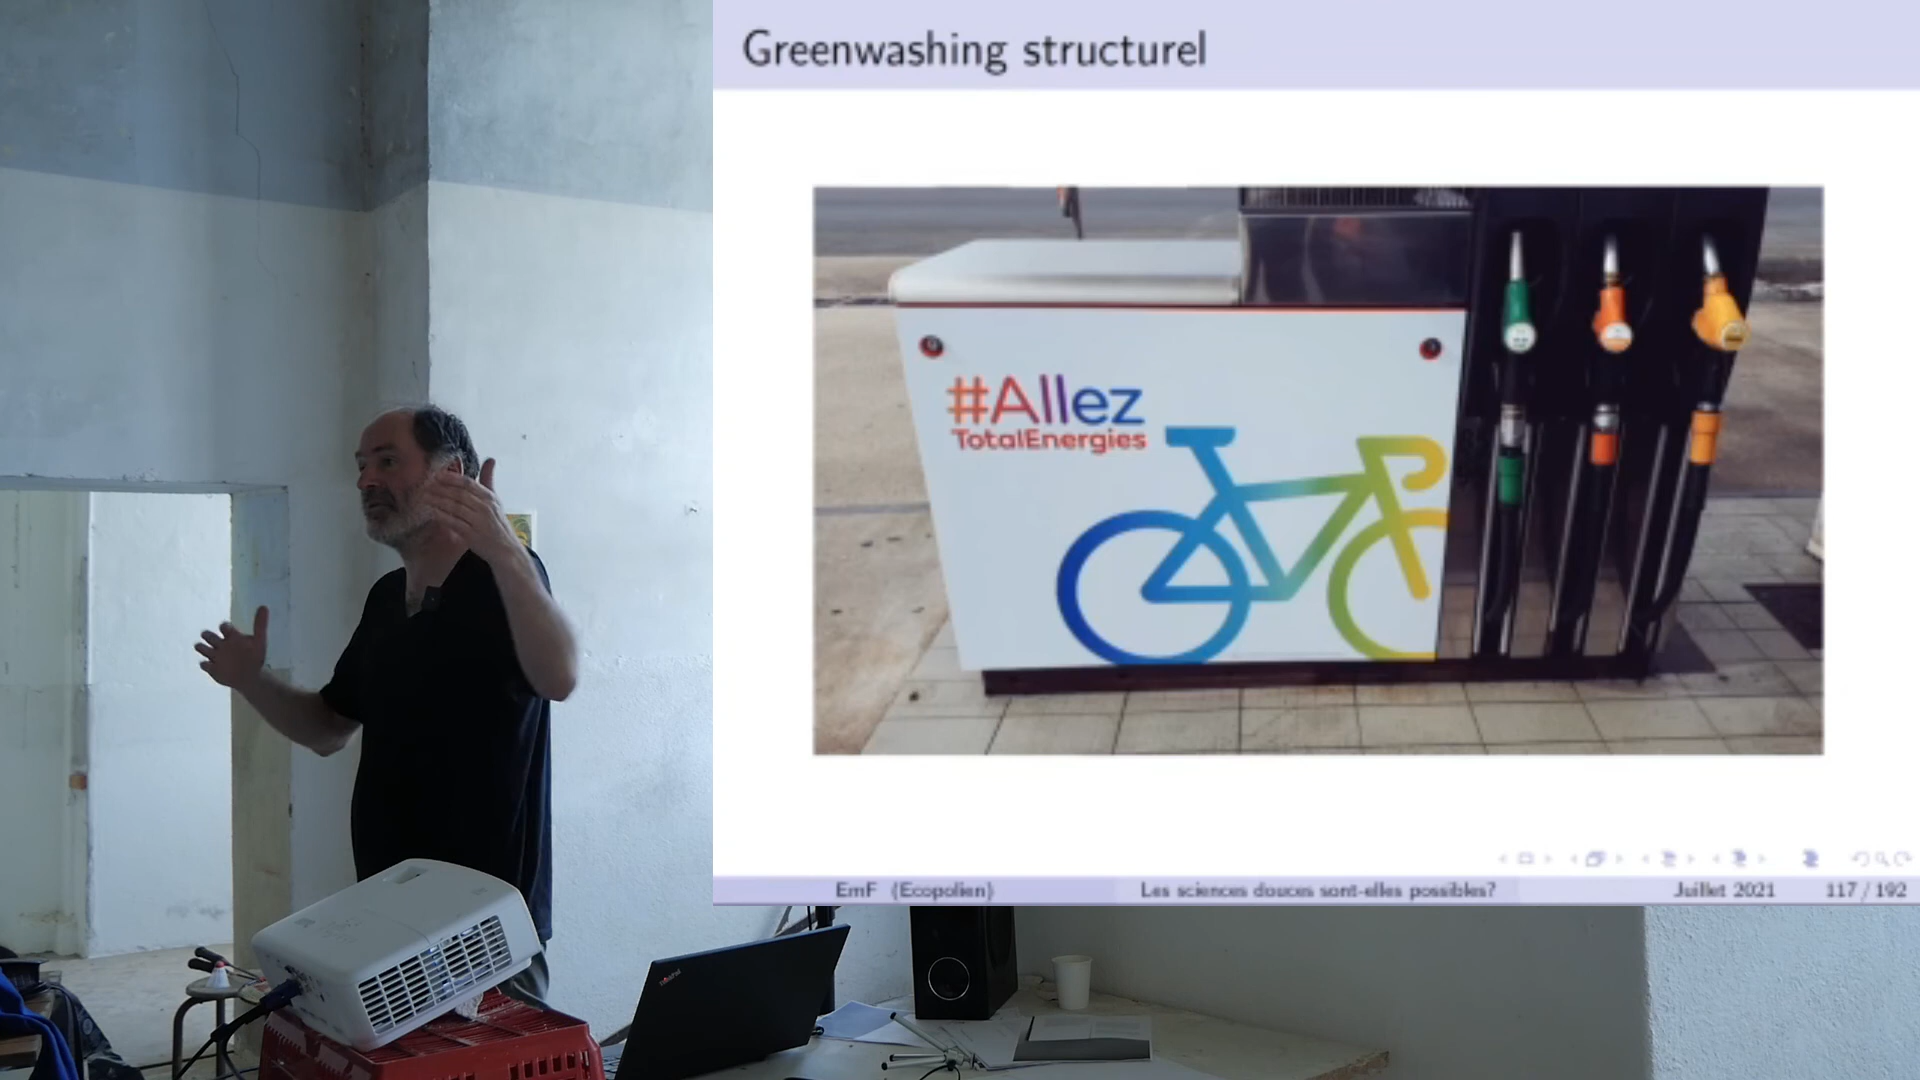 Greenwashing structurel
#Allez
TotalEnergies
EmF (Ecopolien)
Les sciences douces sont-elles possibles?
Juillet 2021
117 / 192